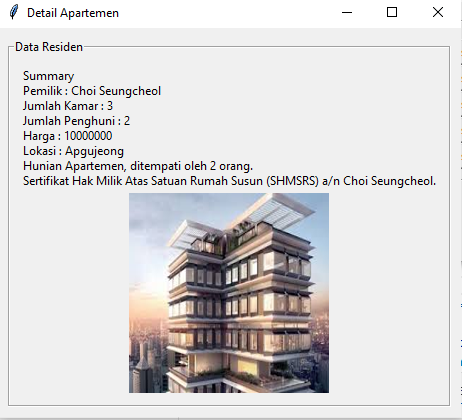 Detail Apartemen
Data Residen
Summary
Pemilik : Choi Seungcheol
Jumlah Kamar : 3
Jumlah Penghuni : 2
Harga : 10000000
Lokasi : Apgujeong
Hunian Apartemen, ditempati oleh 2 orang.
Sertifikat Hak Milik Atas Satuan Rumah Susun (SHMSRS) a/n Choi Seungcheol.